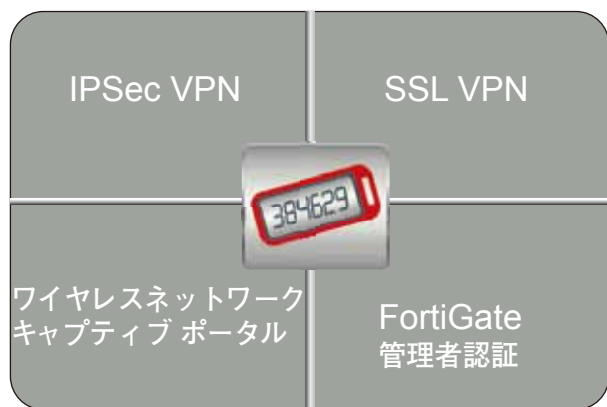 IPSec VPN
SSL VPN
384629
ワイヤレスネットワーク
キャプティブ ポータル
FortiGate
管理者認証